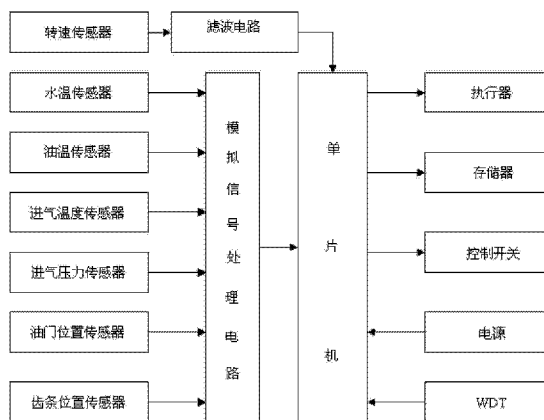 转速传感器
滤波电路
水温传感器
油温传感器
进气温度传感器
进气压力传感器
油门位置传感器
齿条位置传感器
模拟信号处理电路
单片机
执行器
存储器
控制开关
电源
WDT